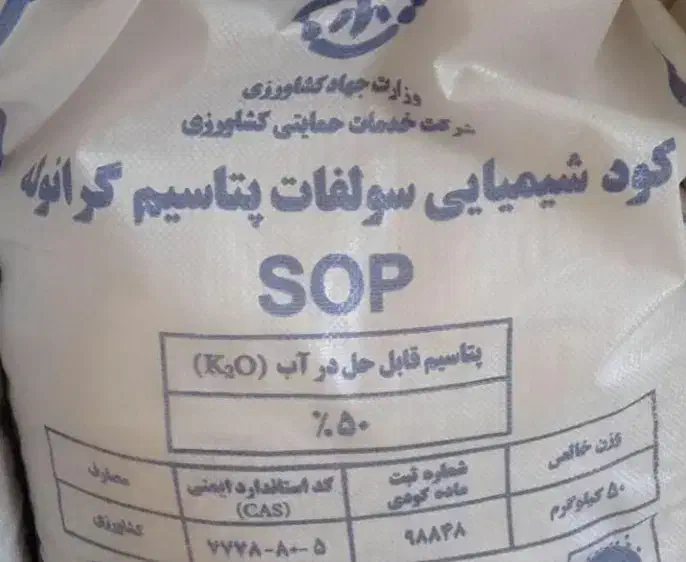 وزارت جهاد کشاورزی
شرکت خدمات حمایتی کشاورزی
کود شیمیایی سولفات پتاسیم گرانوله
SOP
پتاسیم قابل حل در آب (K₂O)
٪۵۰
وزن خالص
شماره ثبت ماده کودی
کد استاندارد ایمنی (CAS)
مصارف
۵۰ کیلوگرم
۹۸۸۴۸
۷۷۷۸-۸۰-۵
کشاورزی